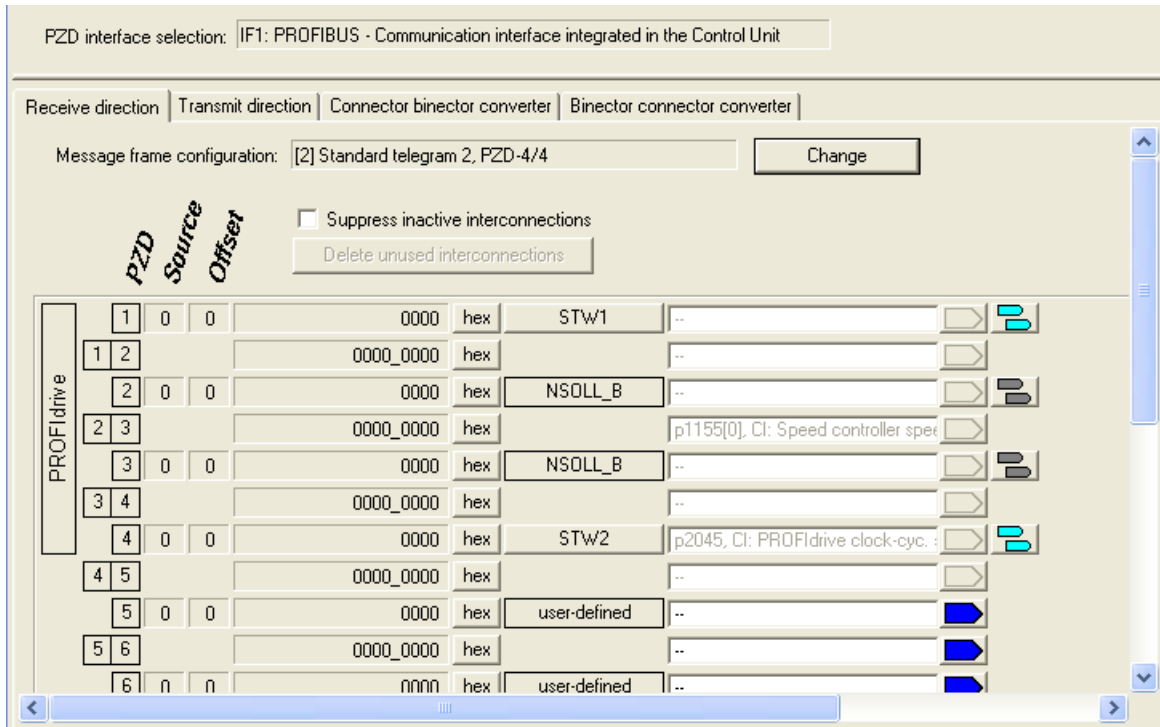 PZD interface selection: IF1: PROFIBUS - Communication interface integrated in the Control Unit
Receive direction Transmit direction Connector binector converter Binector connector converter
Message frame configuration: [2] Standard telegram 2, PZD-4/4 Change
PZD Source Offset
Suppress inactive interconnections
Delete unused interconnections
PROFIdrive
1 0 0 0000 hex STW1 --
1 2 0000_0000 hex --
2 0 0 0000 hex NSOLL_B --
2 3 0000_0000 hex p1155[0], CI: Speed controller spee
3 0 0 0000 hex NSOLL_B --
3 4 0000_0000 hex --
4 0 0 0000 hex STW2 p2045, CI: PROFIdrive clock-cyc. :
4 5 0000_0000 hex --
5 0 0 0000 hex user-defined --
5 6 0000_0000 hex --
6 0 0 0000 hex user-defined --